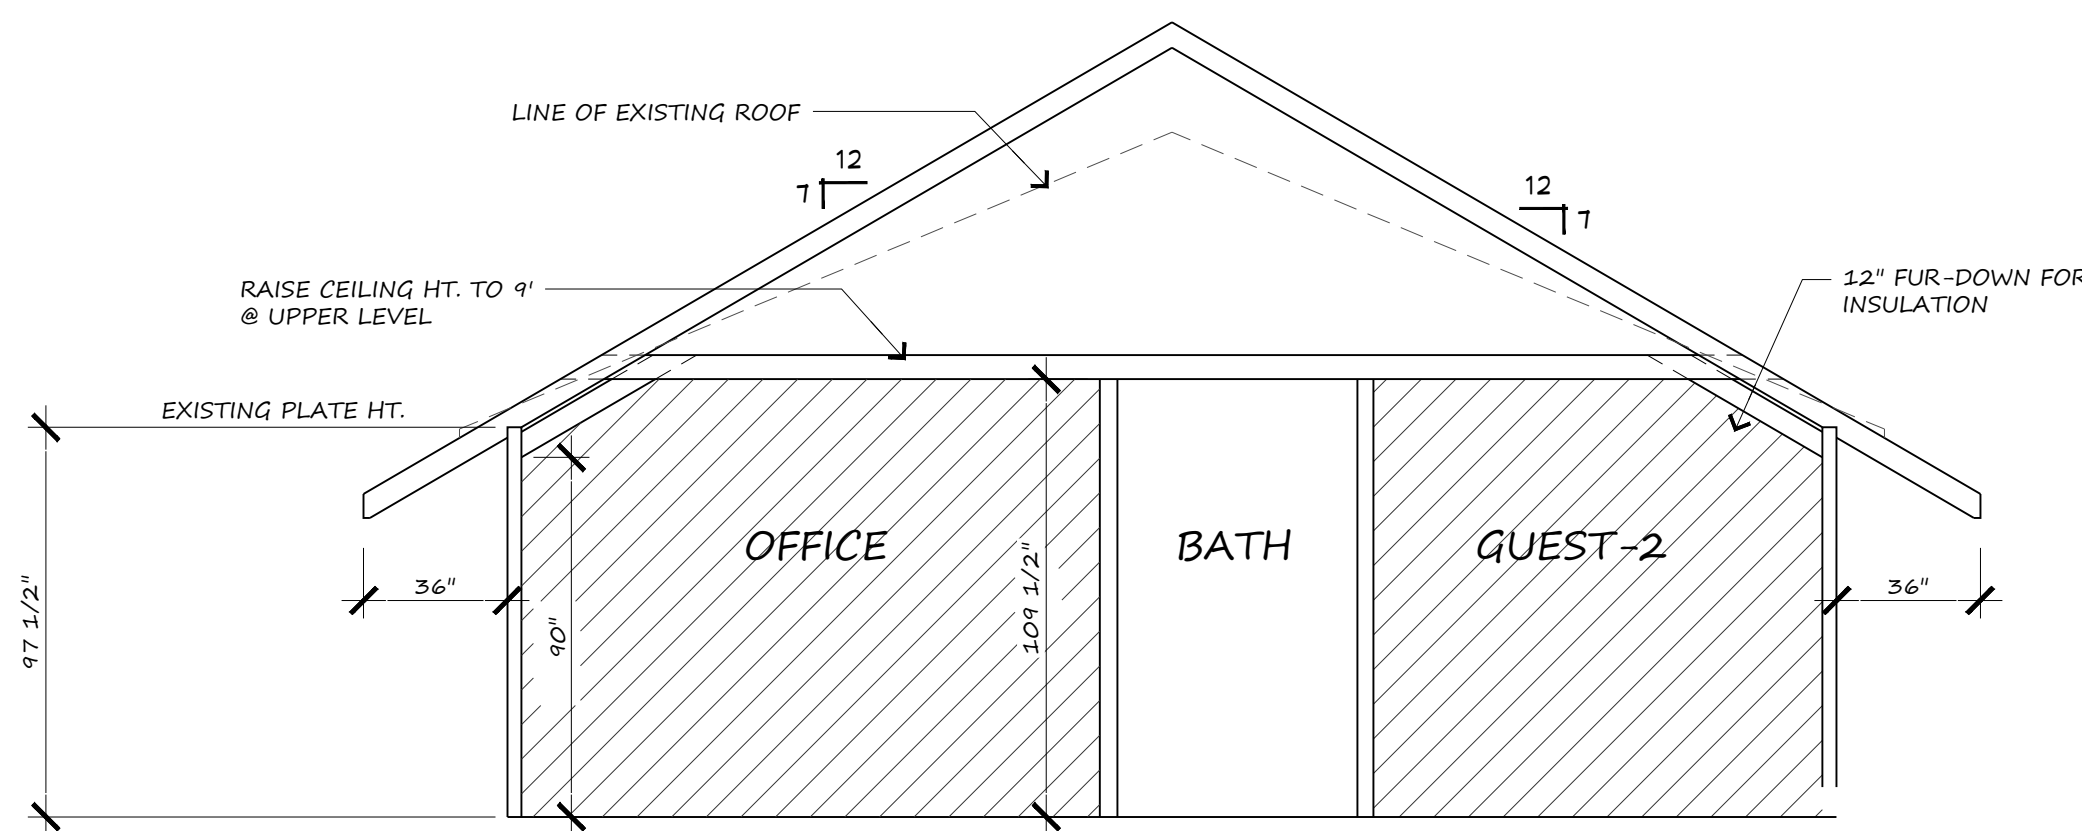 LINE OF EXISTING ROOF
12
7
12
7
RAISE CEILING HT. TO 9'
@ UPPER LEVEL
12" FUR-DOWN FOR
INSULATION
EXISTING PLATE HT.
OFFICE
BATH
GUEST-2
36"
36"
97 1/2"
90"
109 1/2"